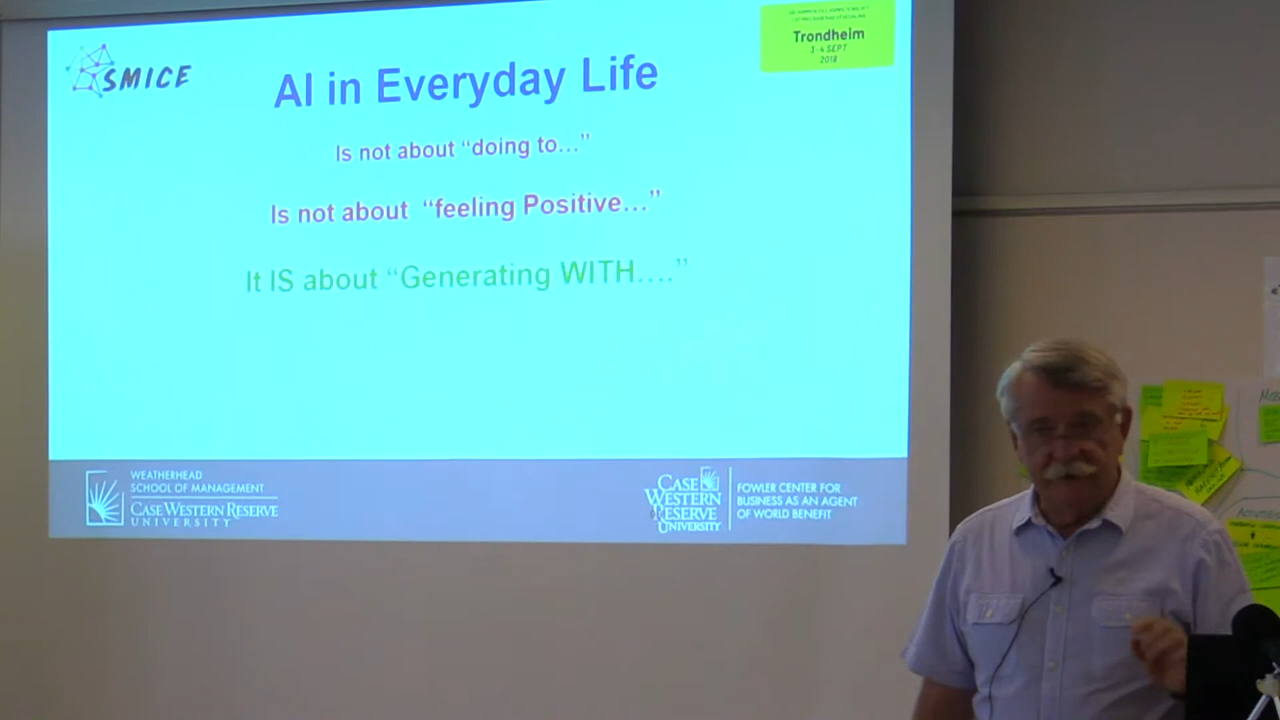 SMICE
Trondheim
3-4 SEPT
2018
AI in Everyday Life
Is not about “doing to...”
Is not about “feeling Positive...”
It IS about “Generating WITH....”
WEATHERHEAD
SCHOOL OF MANAGEMENT
CASE WESTERN RESERVE
UNIVERSITY
CASE
WESTERN
RESERVE
UNIVERSITY
FOWLER CENTER FOR
BUSINESS AS AN AGENT
OF WORLD BENEFIT